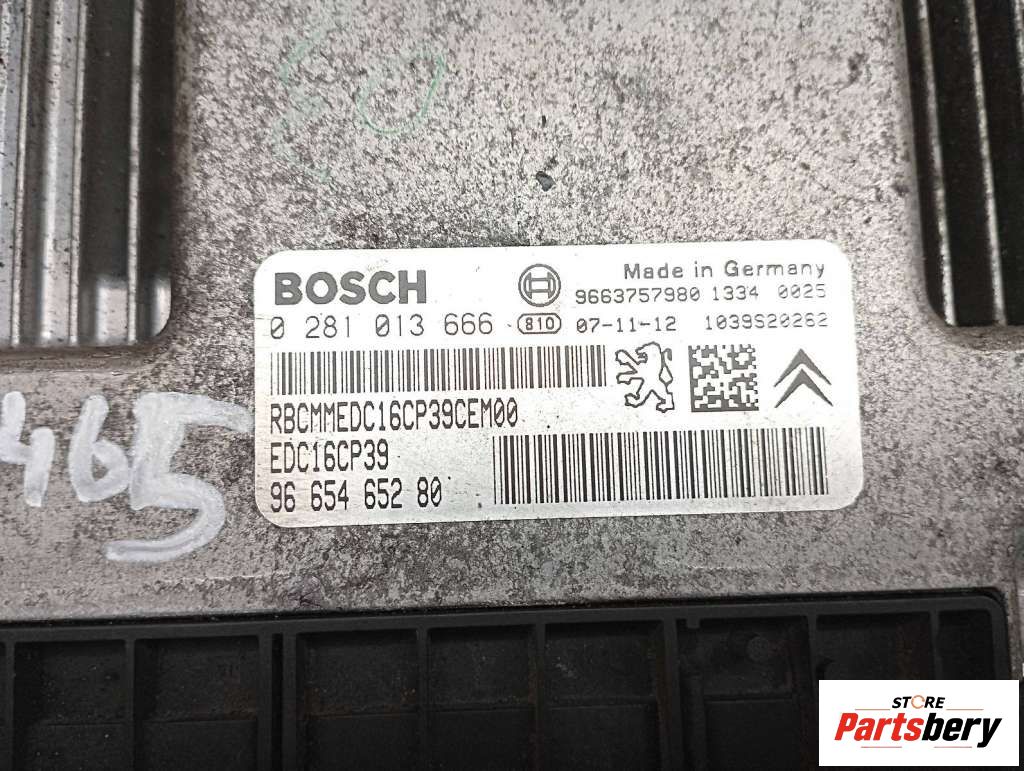 BOSCH
Made in Germany
9663757980 1334 0025
0 281 013 666 810 07-11-12 1039S20262
RBCMMEDC16CP39CEM00
EDC16CP39
96 654 652 80
465
STORE
Partsbery